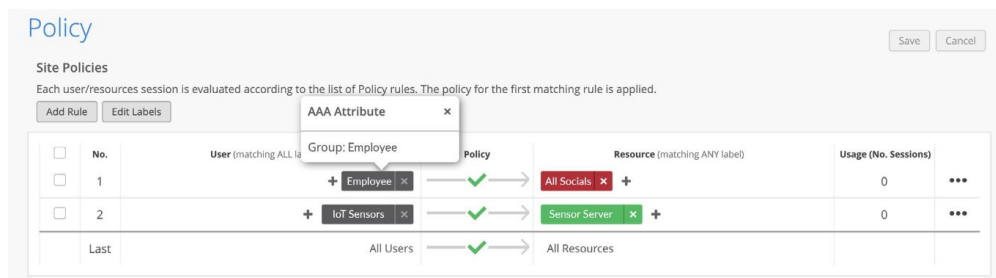 Policy
Save Cancel
Site Policies
Each user/resources session is evaluated according to the list of Policy rules. The policy for the first matching rule is applied.
Add Rule Edit Labels
AAA Attribute ×
Group: Employee
No. User (matching ALL la Policy Resource (matching ANY label) Usage (No. Sessions)
1 + Employee × All Socials × + 0 •••
2 + IoT Sensors × Sensor Server × + 0 •••
Last All Users All Resources